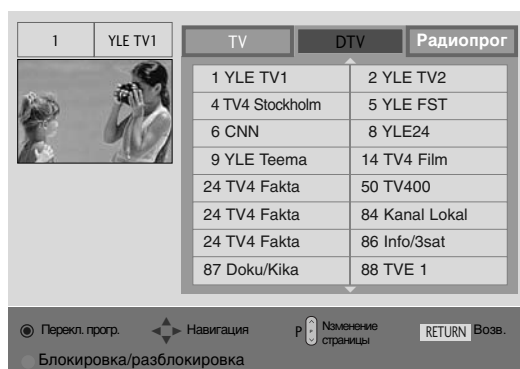 1 YLE TV1
TV DTV Радиопрог
1 YLE TV1 2 YLE TV2
4 TV4 Stockholm 5 YLE FST
6 CNN 8 YLE24
9 YLE Teema 14 TV4 Film
24 TV4 Fakta 50 TV400
24 TV4 Fakta 84 Kanal Lokal
24 TV4 Fakta 86 Info/3sat
87 Doku/Kika 88 TVE 1
Перекл. прогр. Навигация P Nзменение страницы RETURN Возв.
Блокировка/разблокировка